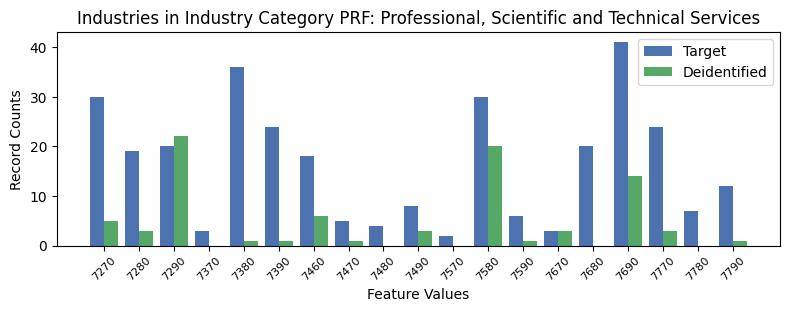 Industries in Industry Category PRF: Professional, Scientific and Technical Services
Record Counts
40
30
20
10
0
Target
Deidentified
7270 7280 7290 7370 7380 7390 7460 7470 7480 7490 7570 7580 7590 7670 7680 7690 7770 7780 7790
Feature Values